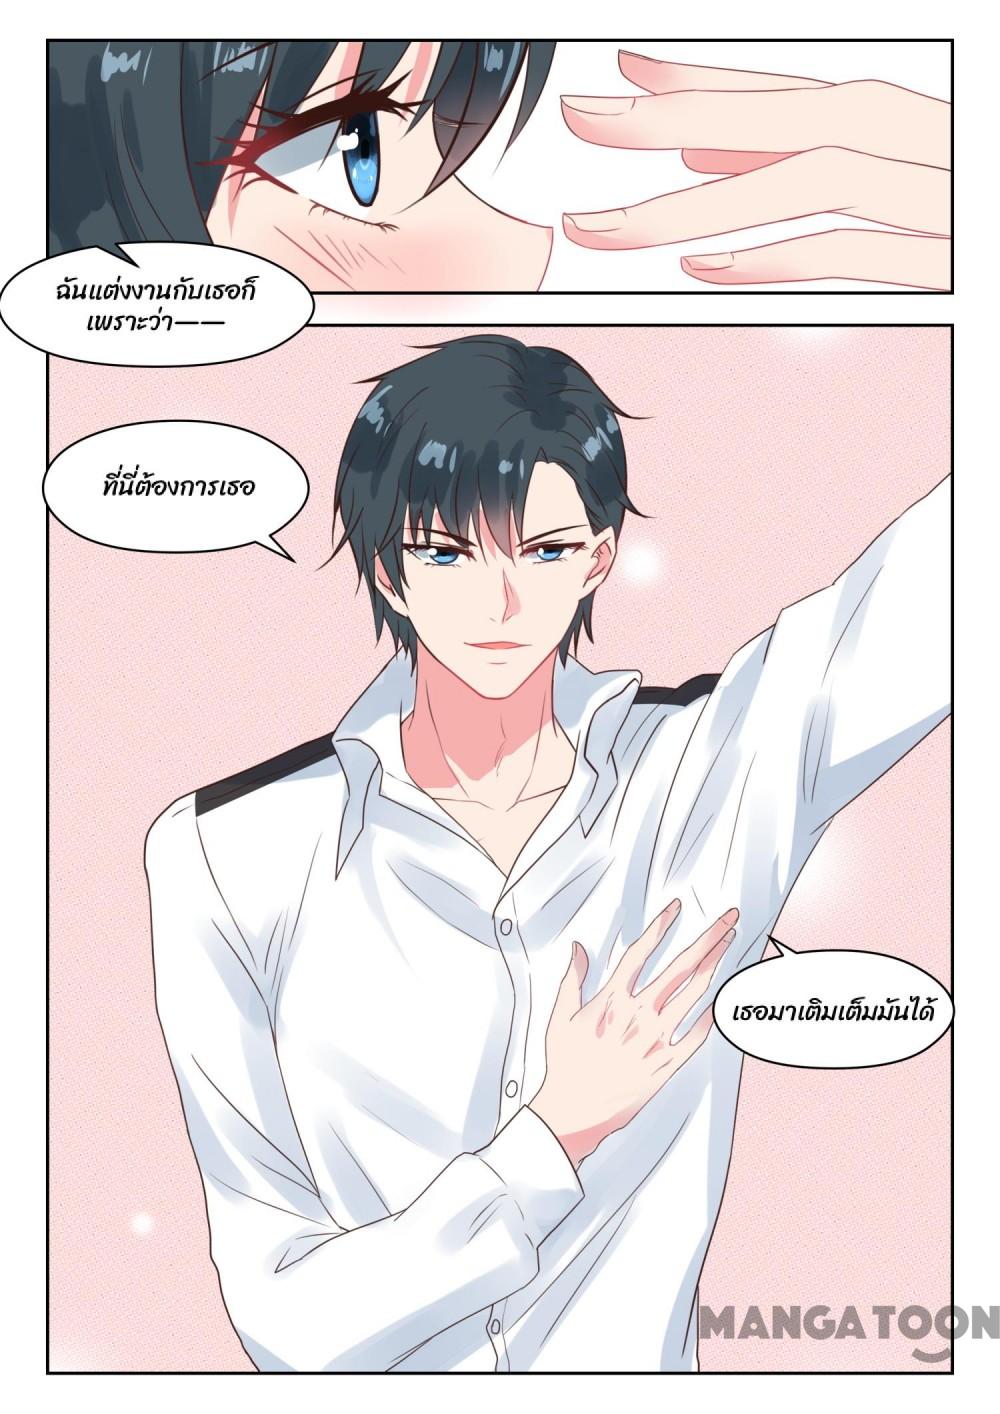 ฉันแต่งงานกับเธอก็
เพราะว่า——
ที่นี่ต้องการเธอ
เธอมาเติมเต็มมันได้
MANGATOON